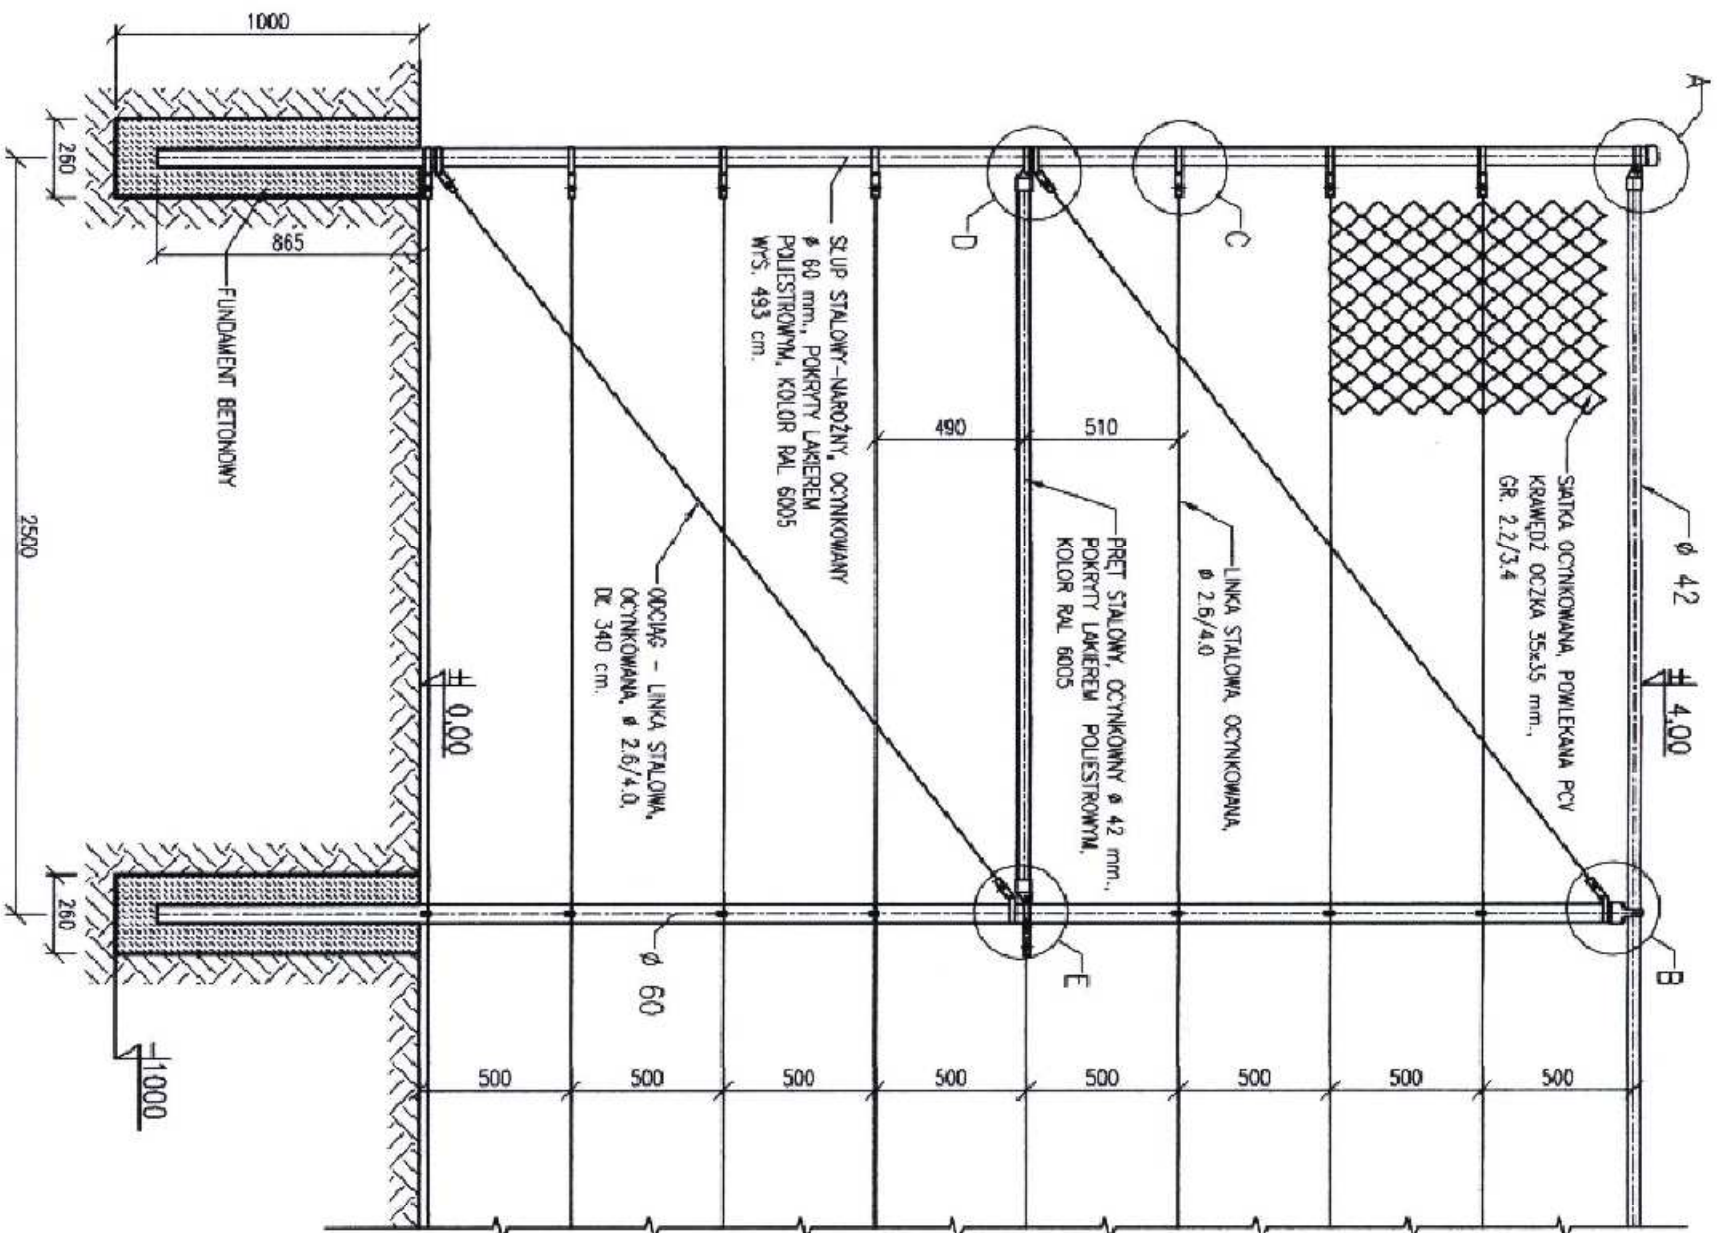 A
ø 42
± 4,00
B
SIATKA OCYNKOWANA, POWLEKANA PCV
KRAWĘDŹ OCZKA 35x35 mm.,
GR. 2.2/3.4
C
LINKA STALOWA, OCYNKOWANA,
ø 2.6/4.0
510
490
PRĘT STALOWY, OCYNKÓWNY ø 42 mm.,
POKRYTY LAKIEREM POLIESTROWYM,
KOLOR RAL 6005
D
E
SŁUP STALOWY-NAROŻNY, OCYNKOWANY
ø 60 mm., POKRYTY LAKIEREM
POLIESTROWYM, KOLOR RAL 6005
WYS. 493 cm.
ODCIĄG - LINKA STALOWA,
OCYNKOWANA, ø 2.6/4.0,
DŁ. 340 cm.
ø 60
500
500
500
500
500
500
500
500
± 0,00
1000
865
260
260
FUNDAMENT BETONOWY
-1000
2500